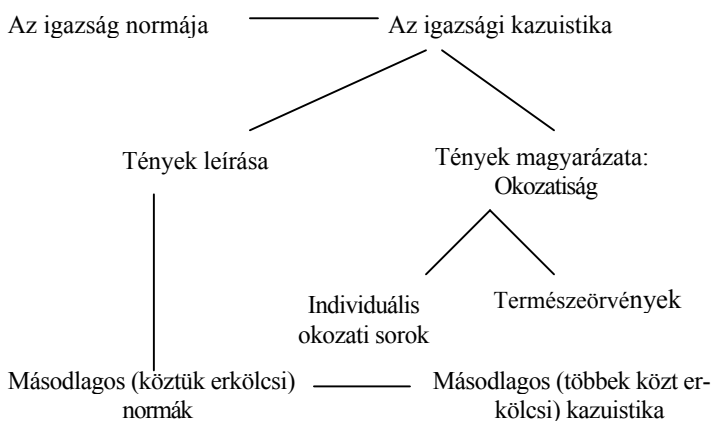 Az igazság normája
Az igazsági kazuistika
Tények leírása
Tények magyarázata:
Okozatiság
Individuális
okozati sorok
Természeörvények
Másodlagos (köztük erkölcsi)
normák
Másodlagos (többek közt er-
kölcsi) kazuistika